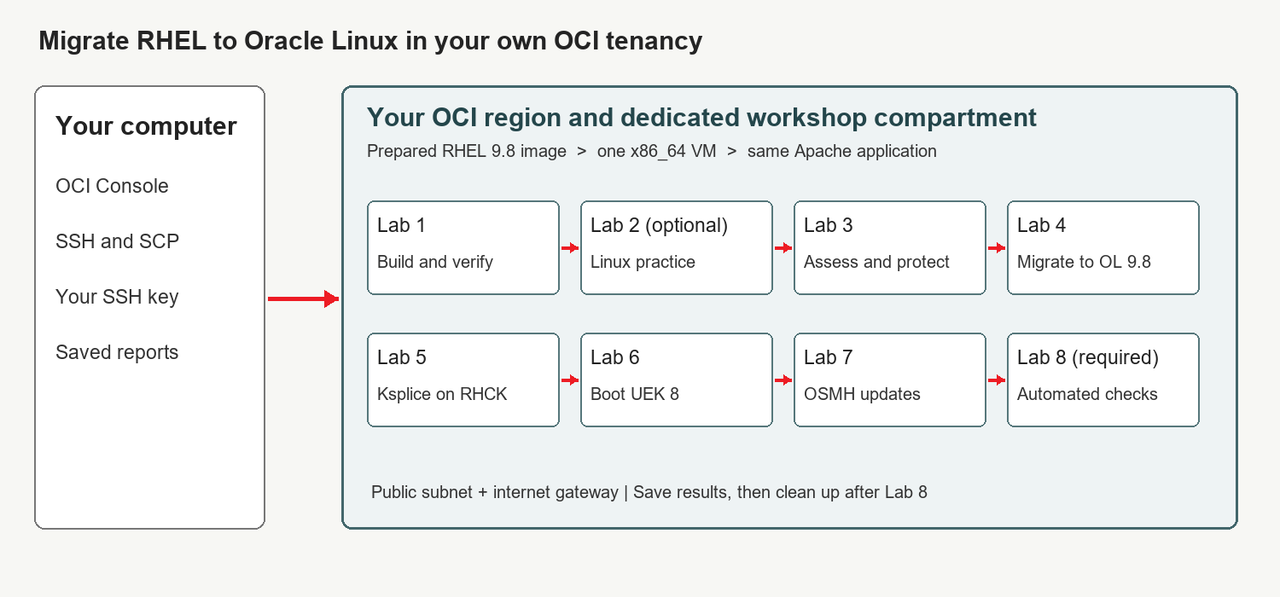 Migrate RHEL to Oracle Linux in your own OCI tenancy
Your computer
OCI Console
SSH and SCP
Your SSH key
Saved reports
Your OCI region and dedicated workshop compartment
Prepared RHEL 9.8 image > one x86_64 VM > same Apache application
Lab 1
Build and verify
Lab 2 (optional)
Linux practice
Lab 3
Assess and protect
Lab 4
Migrate to OL 9.8
Lab 5
Ksplice on RHCK
Lab 6
Boot UEK 8
Lab 7
OSMH updates
Lab 8 (required)
Automated checks
Public subnet + internet gateway | Save results, then clean up after Lab 8